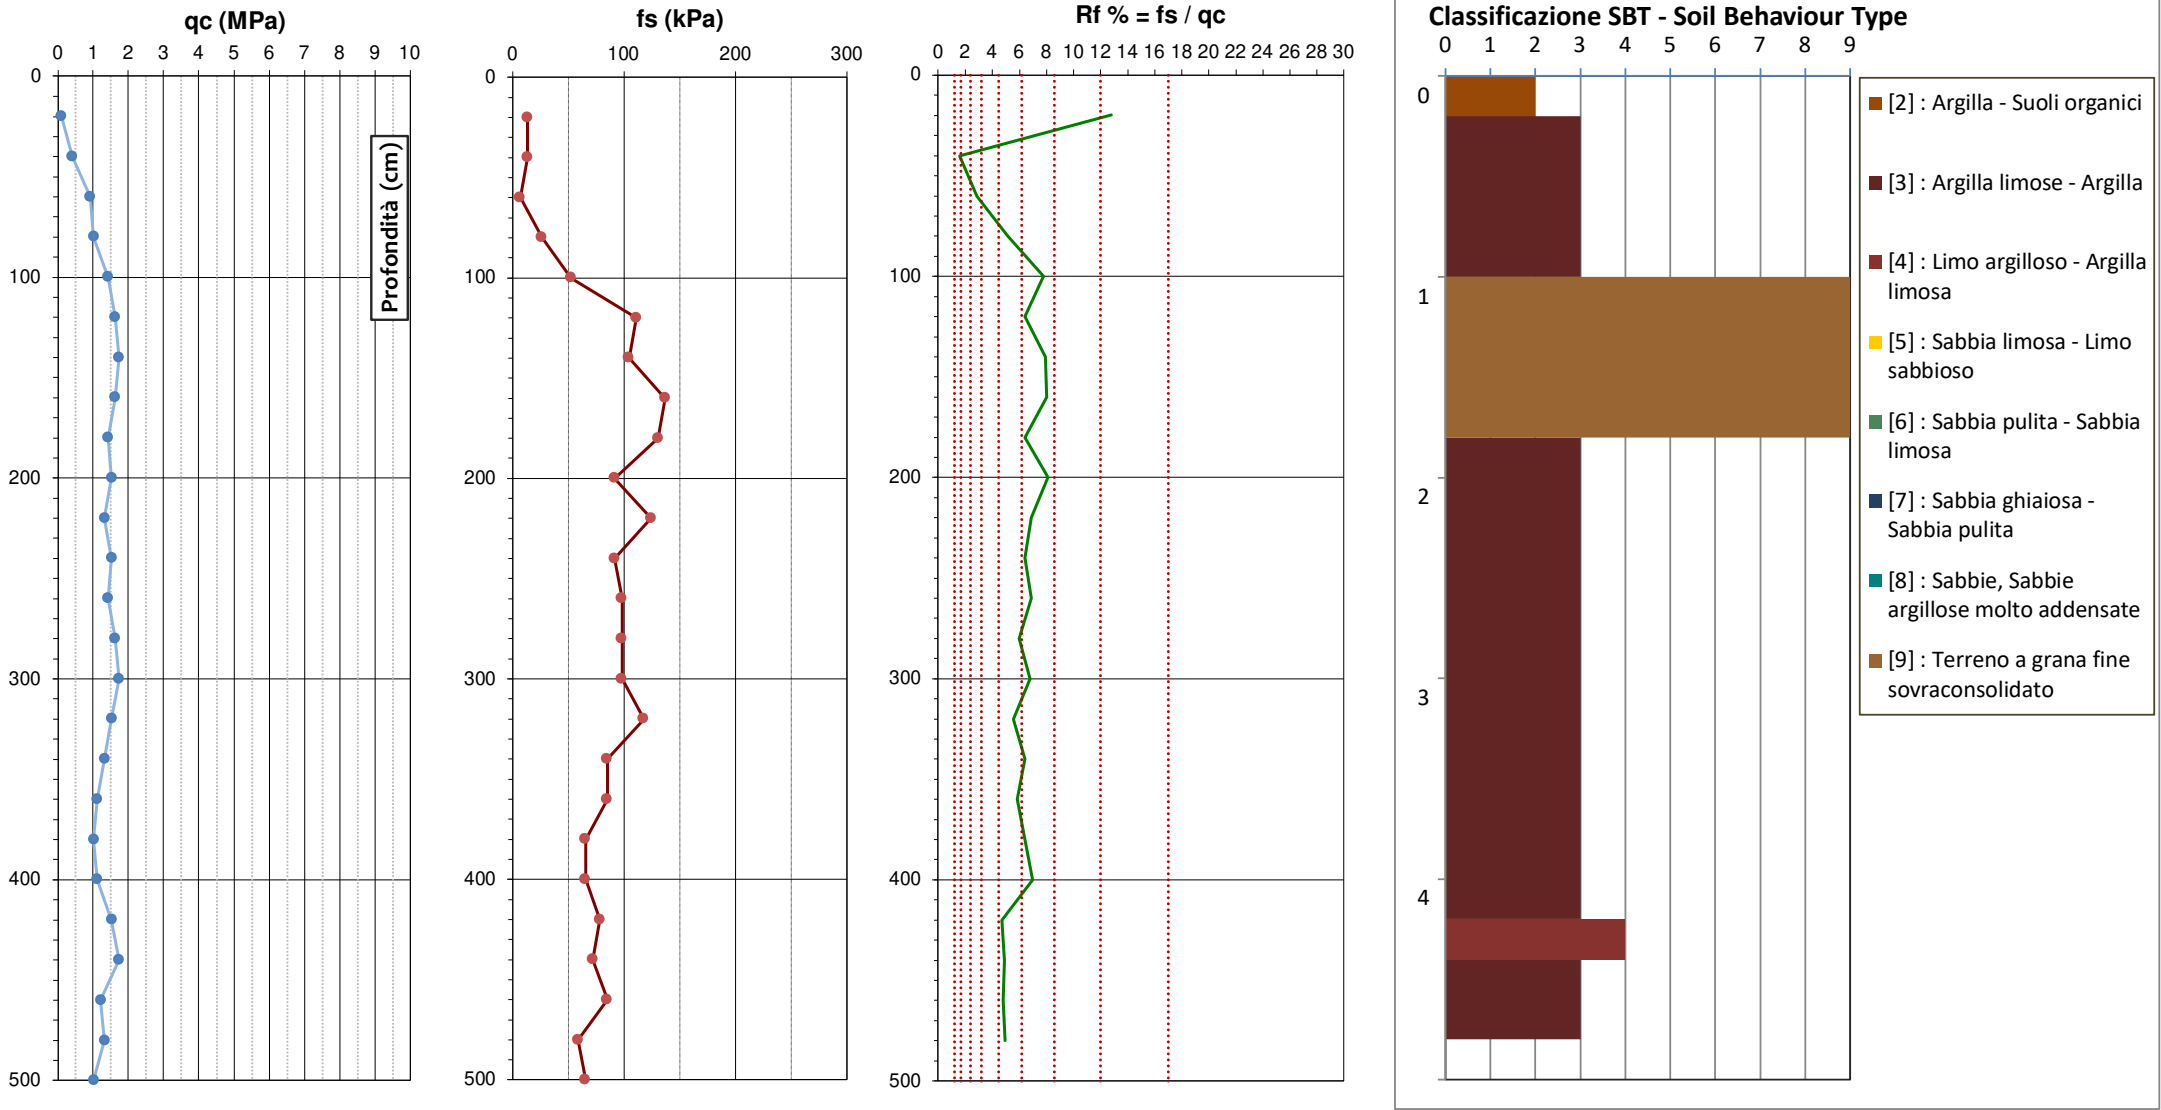 qc (MPa)
0 1 2 3 4 5 6 7 8 9 10
0
100
200
300
400
500
Profondità (cm)
fs (kPa)
0 100 200 300
0
100
200
300
400
500
Rf % = fs / qc
0 2 4 6 8 10 12 14 16 18 20 22 24 26 28 30
0
100
200
300
400
500
Classificazione SBT - Soil Behaviour Type
0 1 2 3 4 5 6 7 8 9
0
1
2
3
4
[2] : Argilla - Suoli organici
[3] : Argilla limose - Argilla
[4] : Limo argilloso - Argilla
limosa
[5] : Sabbia limosa - Limo
sabbioso
[6] : Sabbia pulita - Sabbia
limosa
[7] : Sabbia ghiaiosa -
Sabbia pulita
[8] : Sabbie, Sabbie
argillose molto addensate
[9] : Terreno a grana fine
sovraconsolidato